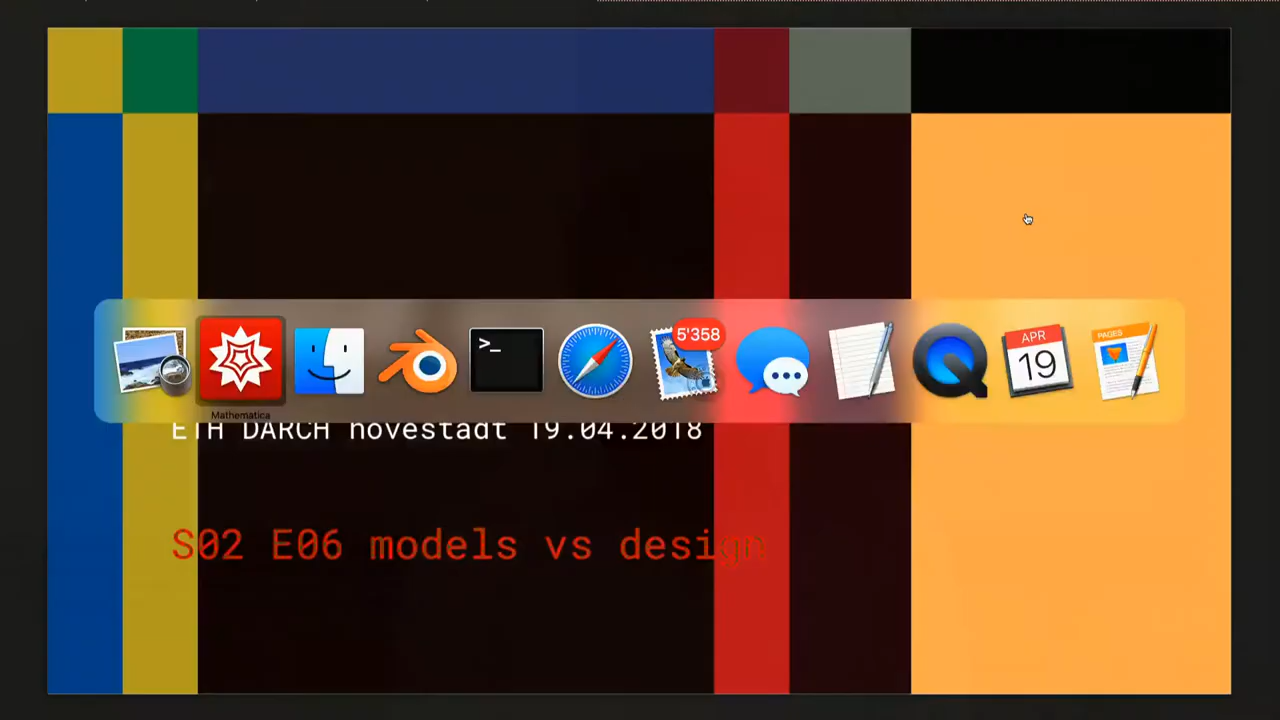 >_
5'358
APR
19
PAGES
Mathematica
ETH DARCH hovestadt 19.04.2018
S02 E06 models vs design